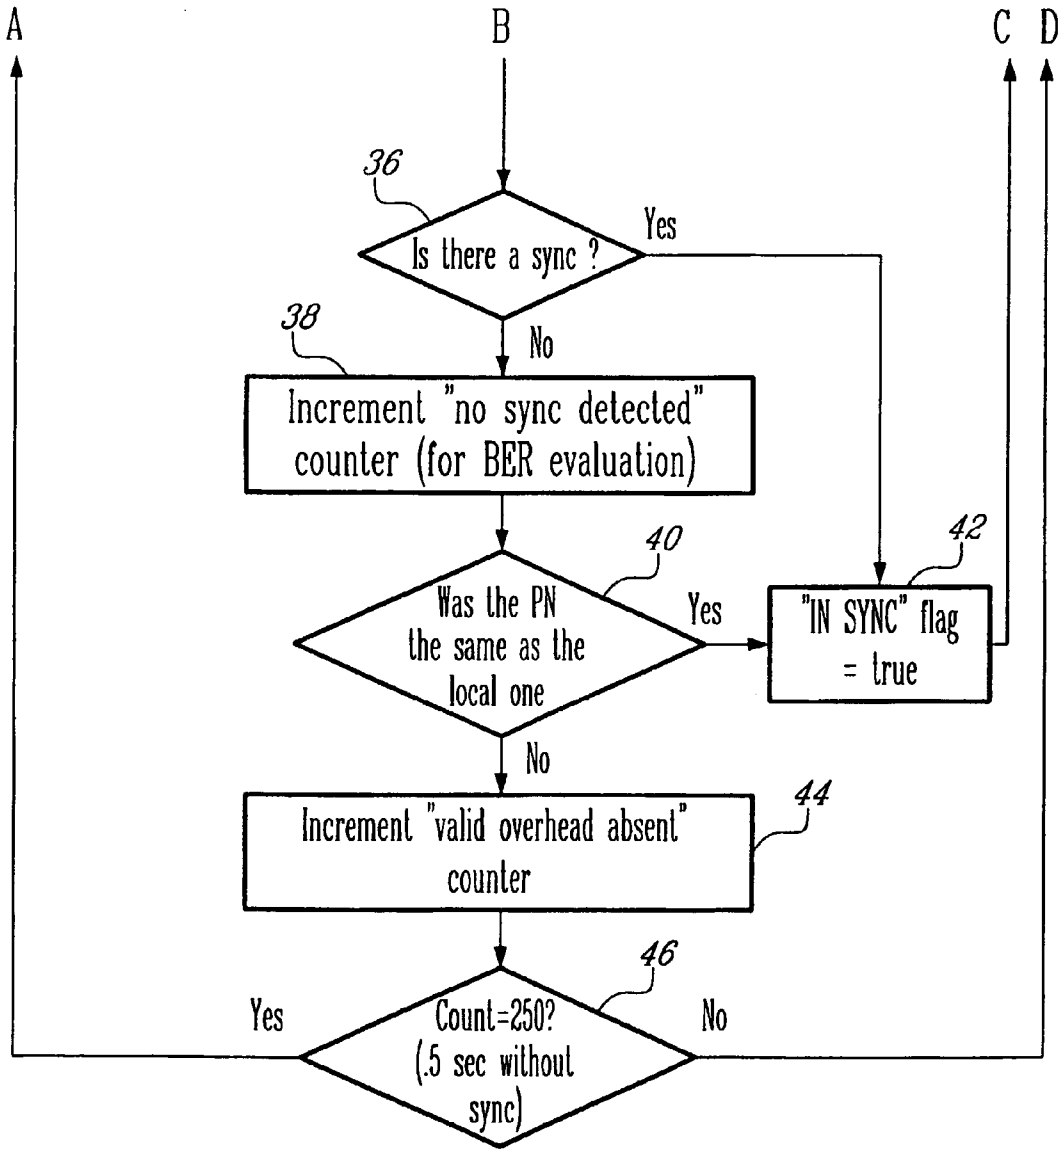 A
B
C
D
36
Is there a sync ?
Yes
No
38
Increment "no sync detected"
counter (for BER evaluation)
40
Was the PN
the same as the
local one
Yes
42
"IN SYNC" flag
= true
No
44
Increment "valid overhead absent"
counter
46
Yes
Count=250?
(.5 sec without
sync)
No